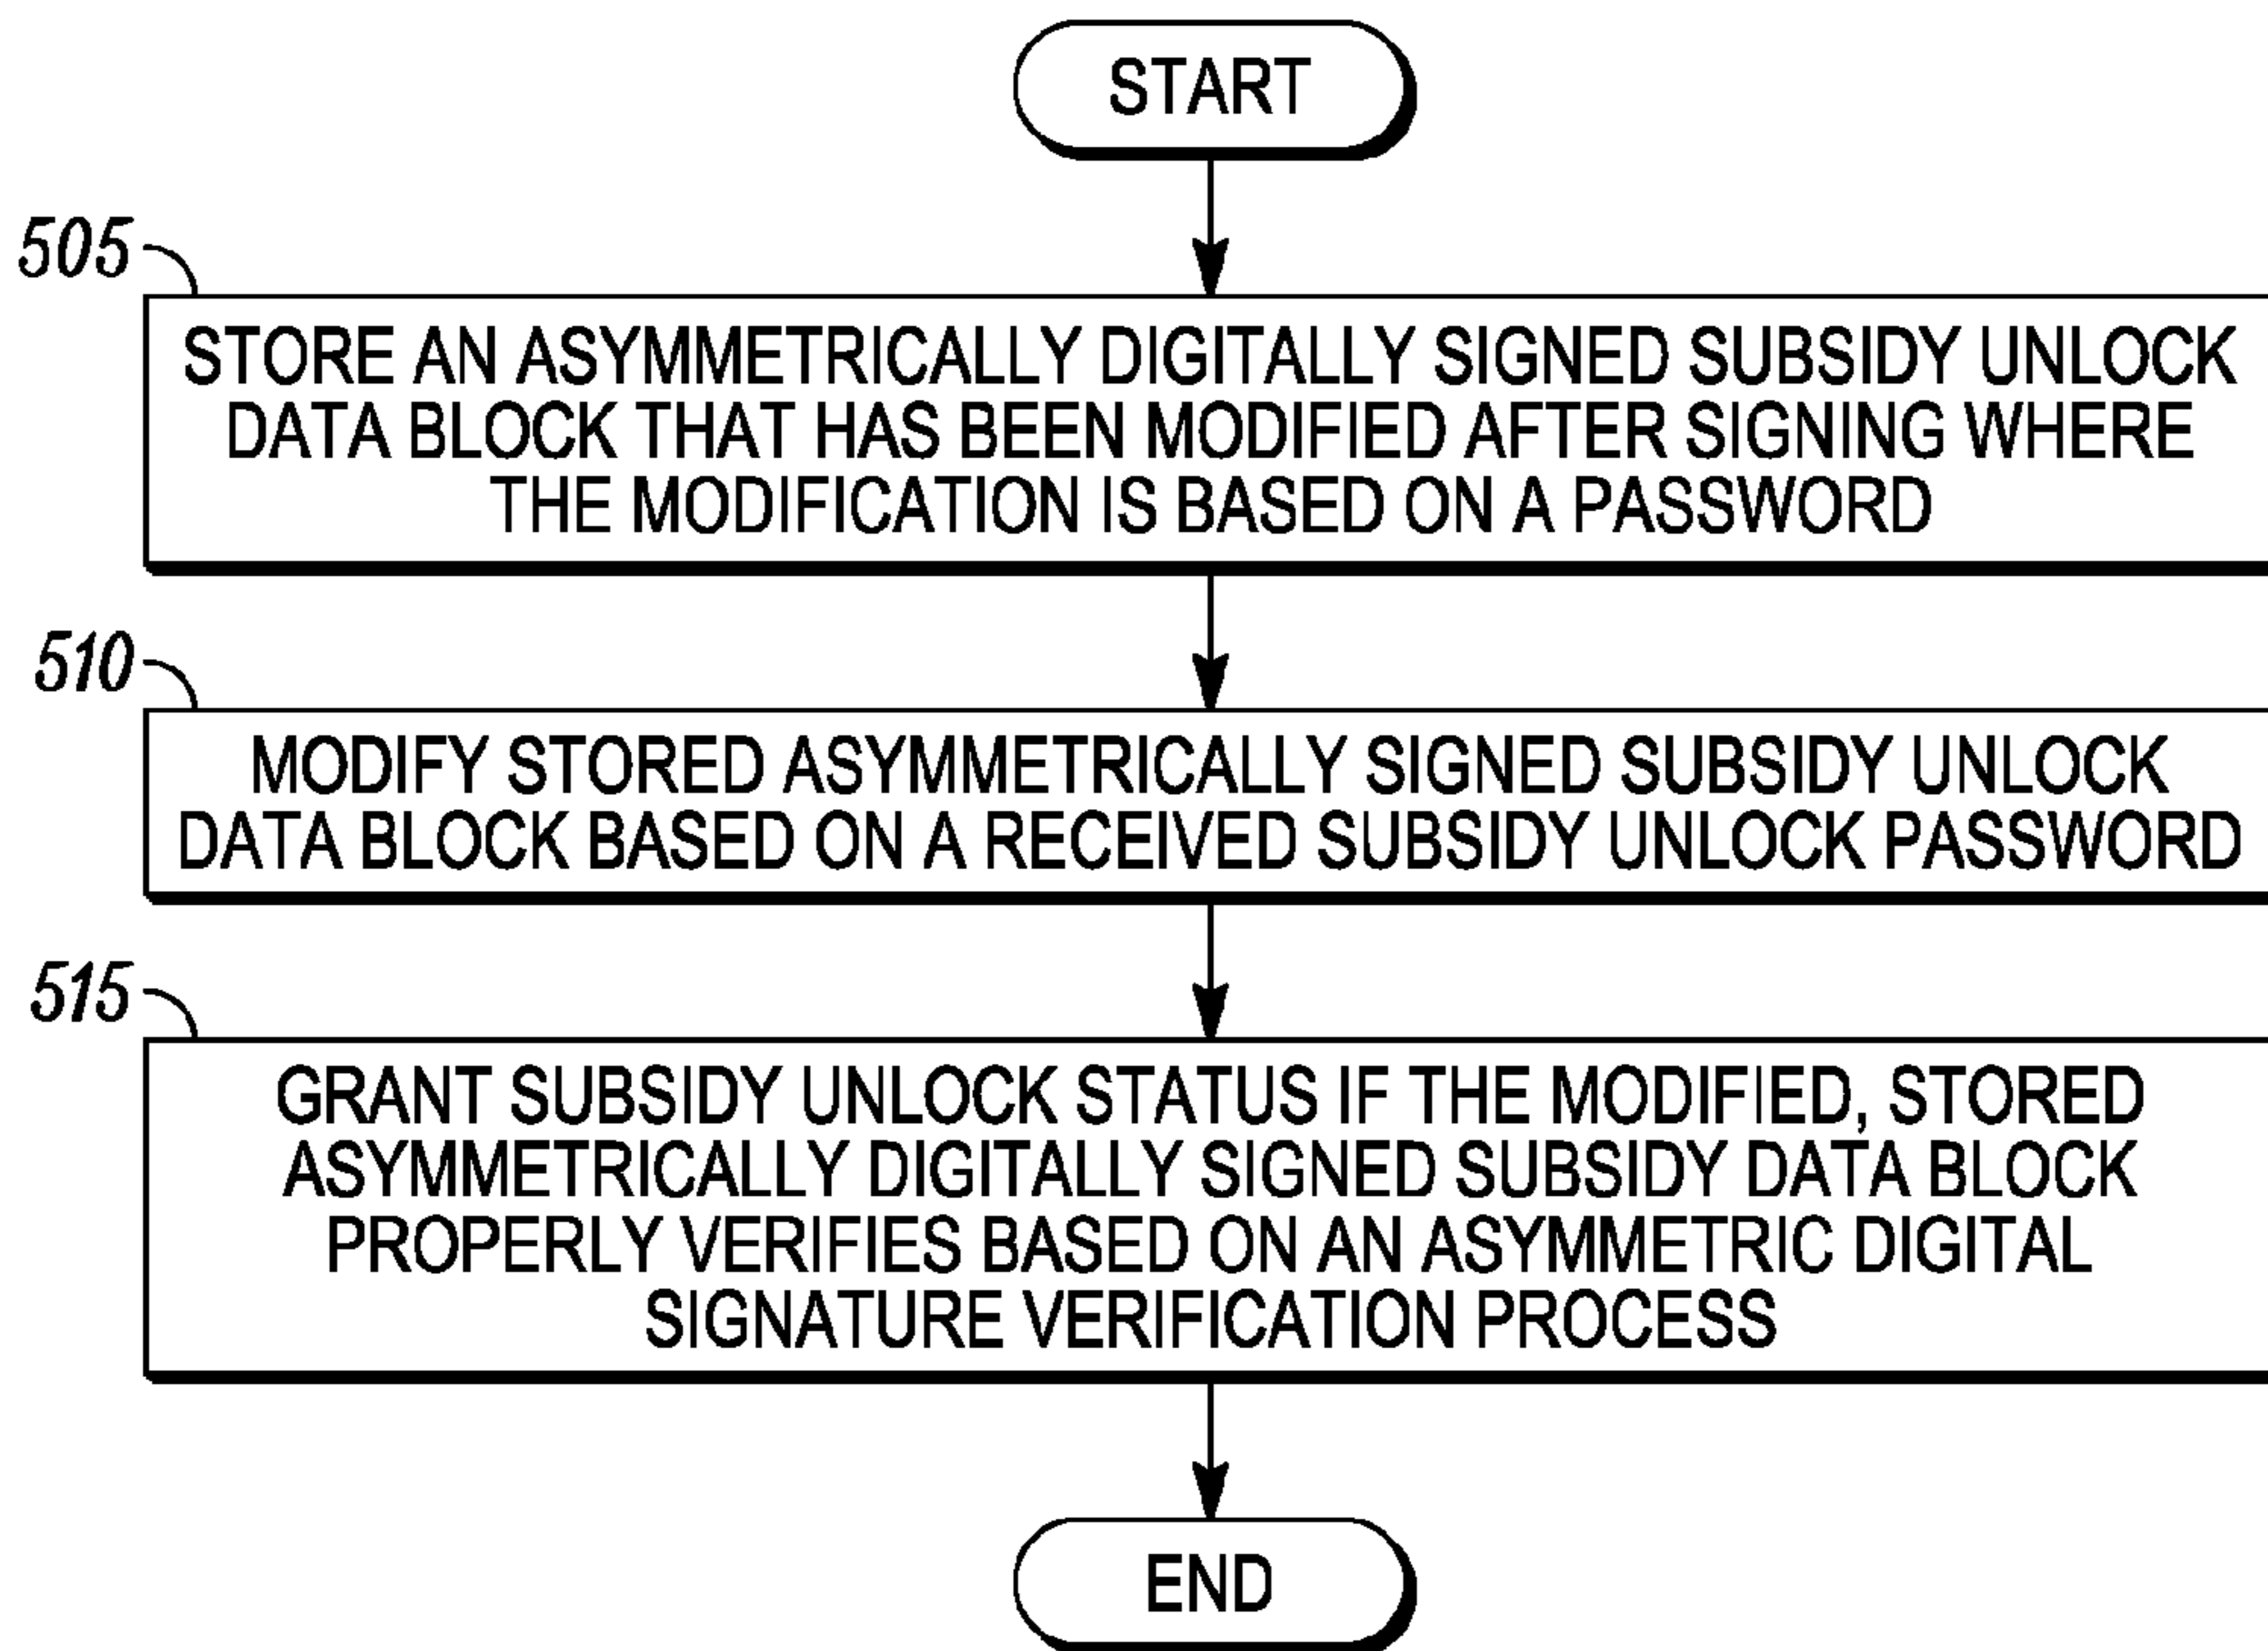 START
505
STORE AN ASYMMETRICALLY DIGITALLY SIGNED SUBSIDY UNLOCK
DATA BLOCK THAT HAS BEEN MODIFIED AFTER SIGNING WHERE
THE MODIFICATION IS BASED ON A PASSWORD
510
MODIFY STORED ASYMMETRICALLY SIGNED SUBSIDY UNLOCK
DATA BLOCK BASED ON A RECEIVED SUBSIDY UNLOCK PASSWORD
515
GRANT SUBSIDY UNLOCK STATUS IF THE MODIFIED, STORED
ASYMMETRICALLY DIGITALLY SIGNED SUBSIDY DATA BLOCK
PROPERLY VERIFIES BASED ON AN ASYMMETRIC DIGITAL
SIGNATURE VERIFICATION PROCESS
END